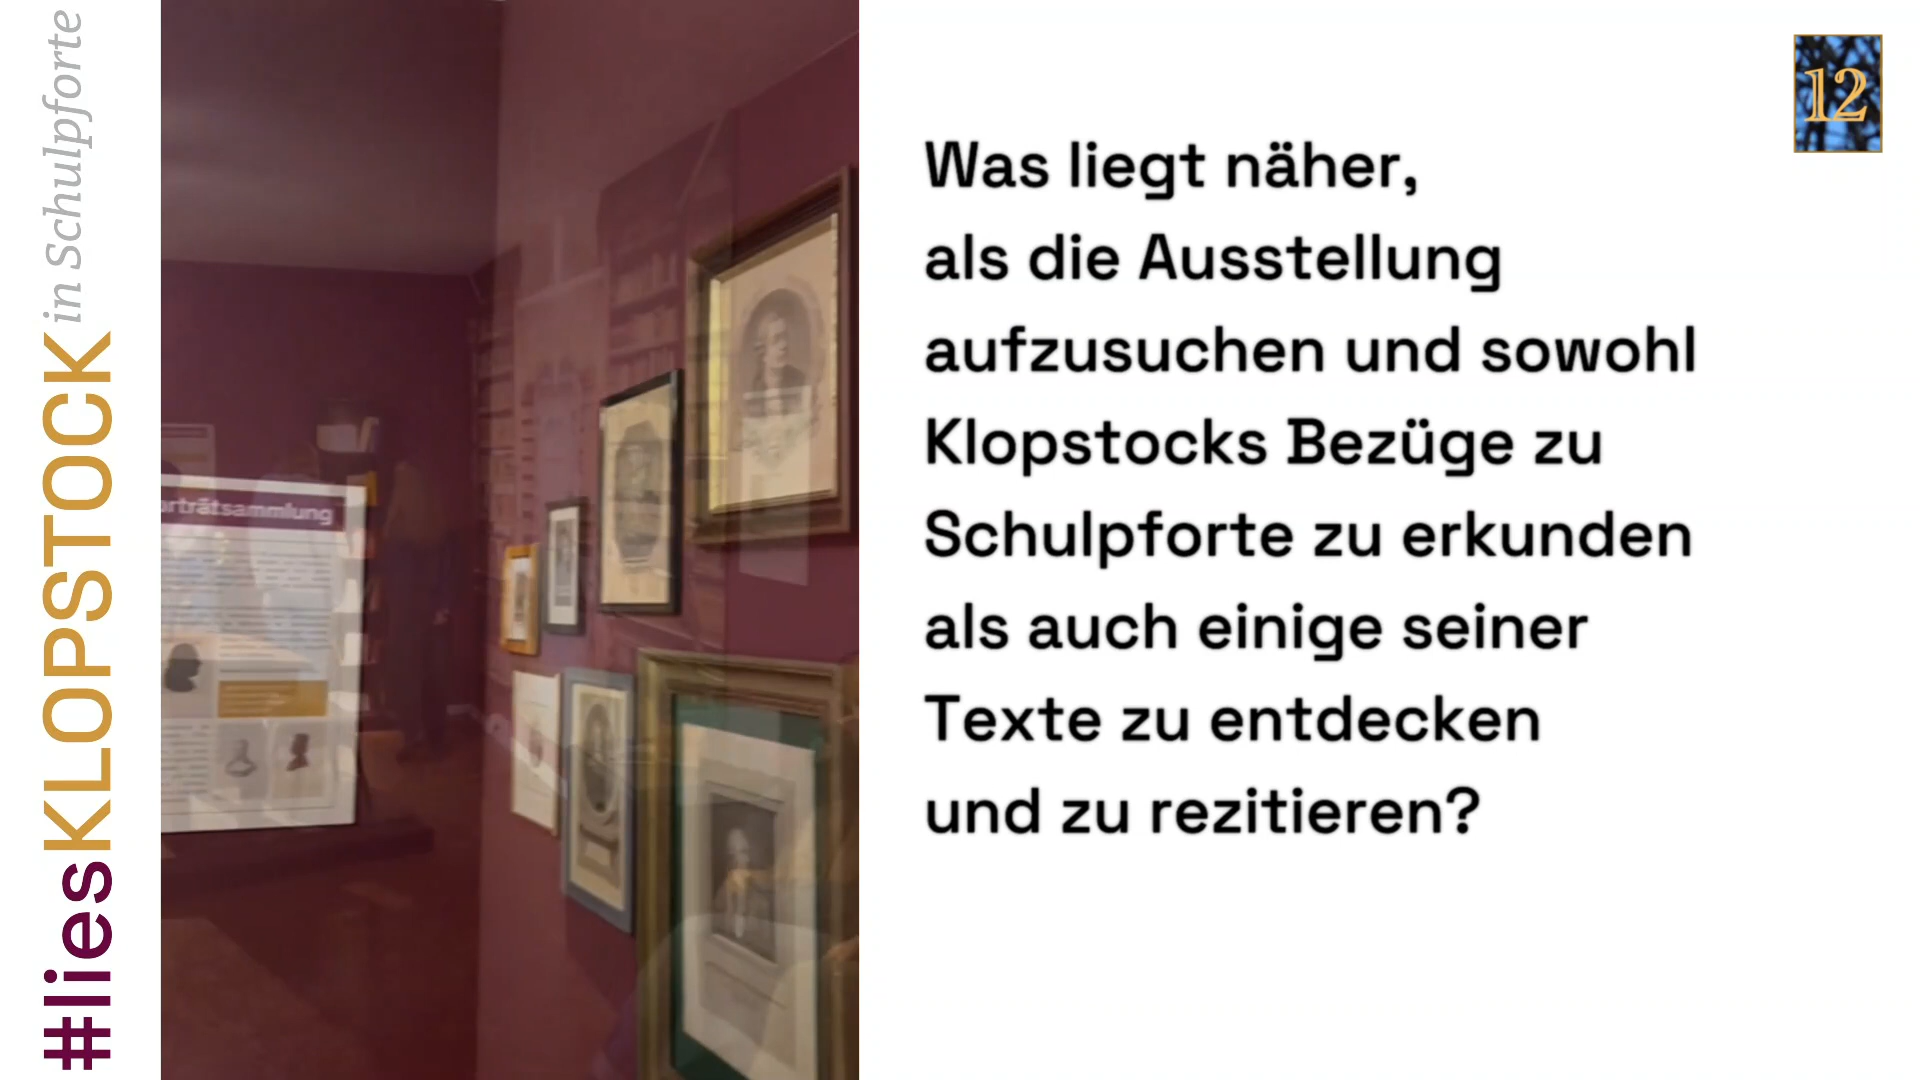 #liesKLOPSTOCK in Schulpforte
12
Was liegt näher,
als die Ausstellung
aufzusuchen und sowohl
Klopstocks Bezüge zu
Schulpforte zu erkunden
als auch einige seiner
Texte zu entdecken
und zu rezitieren?
orträtsammlung